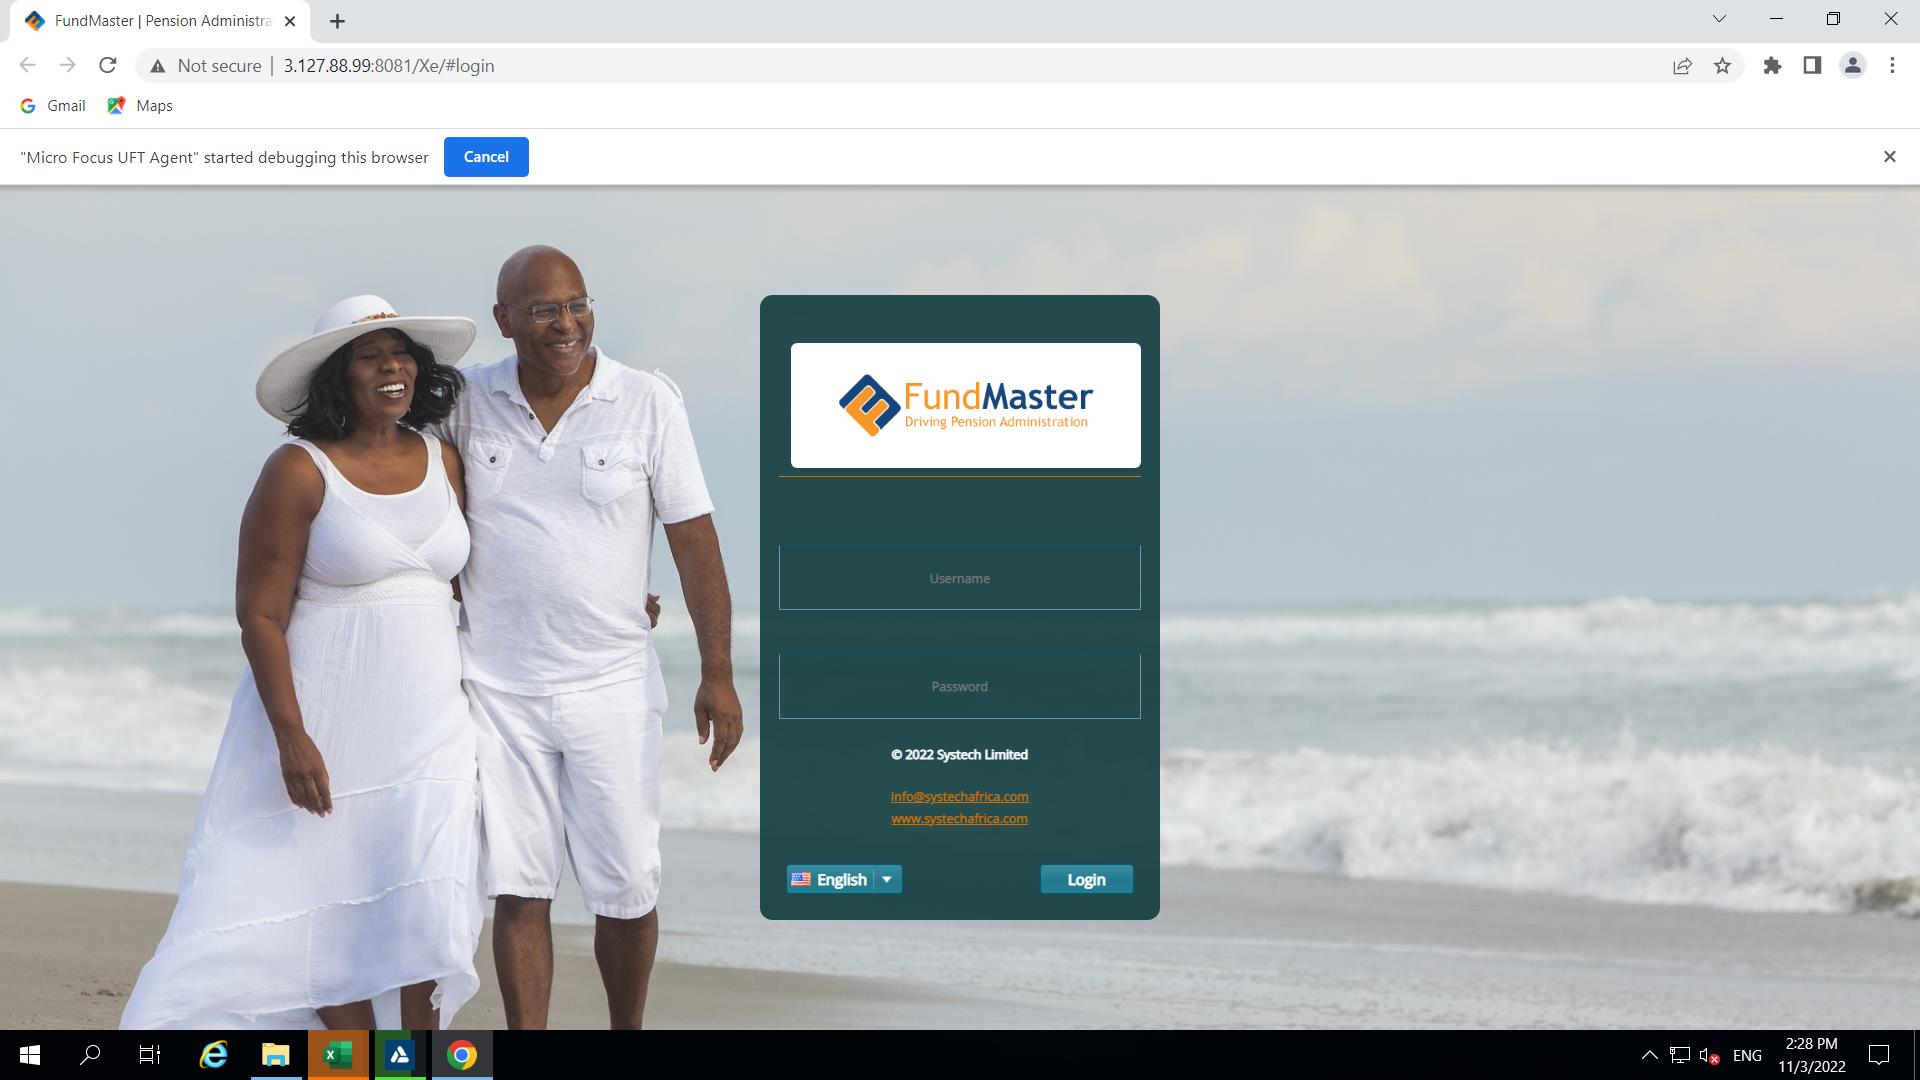 FundMaster | Pension Administra
Not secure | 3.127.88.99:8081/Xe/#login
Gmail
Maps
"Micro Focus UFT Agent" started debugging this browser
Cancel
FundMaster
Driving Pension Administration
Username
Password
© 2022 Systech Limited
info@systechafrica.com
www.systechafrica.com
English
Login
ENG
2:28 PM
11/3/2022